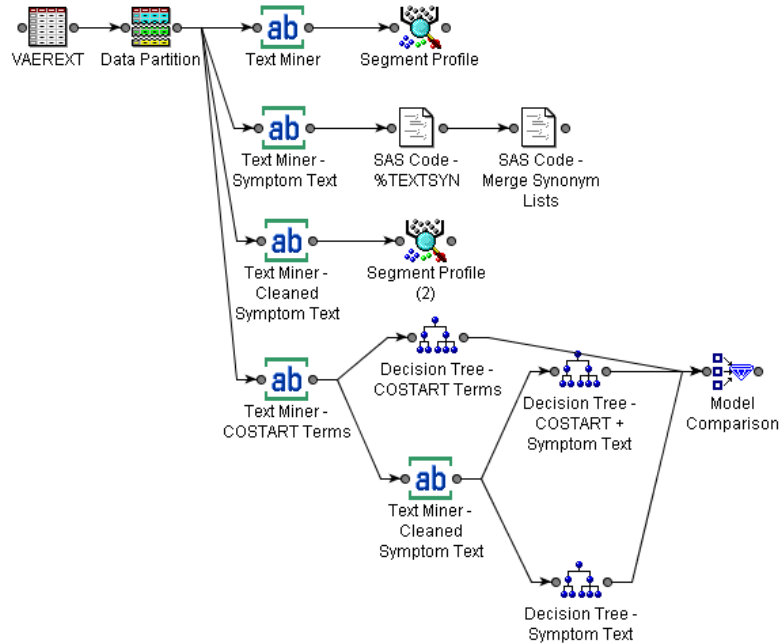 VAEREXT
Data Partition
ab
Text Miner
Segment Profile
ab
Text Miner -
Symptom Text
SAS Code -
%TEXTSYN
SAS Code -
Merge Synonym
Lists
ab
Text Miner -
Cleaned
Symptom Text
Segment Profile
(2)
ab
Text Miner -
COSTART Terms
Decision Tree -
COSTART Terms
Decision Tree -
COSTART +
Symptom Text
Model
Comparison
ab
Text Miner -
Cleaned
Symptom Text
Decision Tree -
Symptom Text